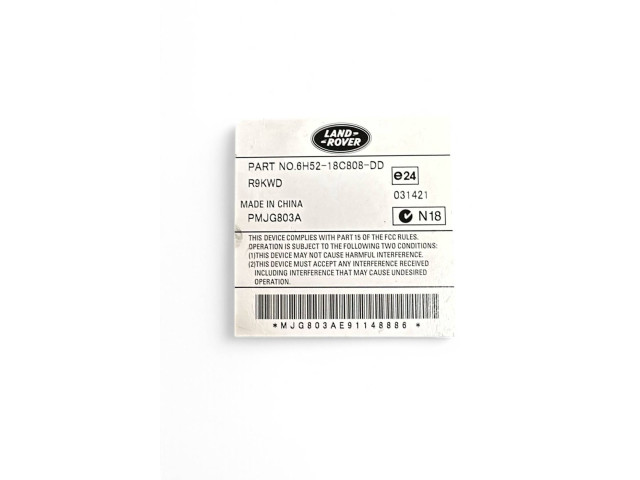 LAND-
-ROVER
PART NO.6H52-18C808-DD
R9KWD
e24
031421
MADE IN CHINA
PMJG803A
N18
THIS DEVICE COMPLIES WITH PART 15 OF THE FCC RULES.
OPERATION IS SUBJECT TO THE FOLLOWING TWO CONDITIONS:
(1)THIS DEVICE MAY NOT CAUSE HARMFUL INTERFERENCE.
(2)THIS DEVICE MUST ACCEPT ANY INTERFERENCE RECEIVED
INCLUDING INTERFERENCE THAT MAY CAUSE UNDESIRED
OPERATION.
*MJG803AE91148886*